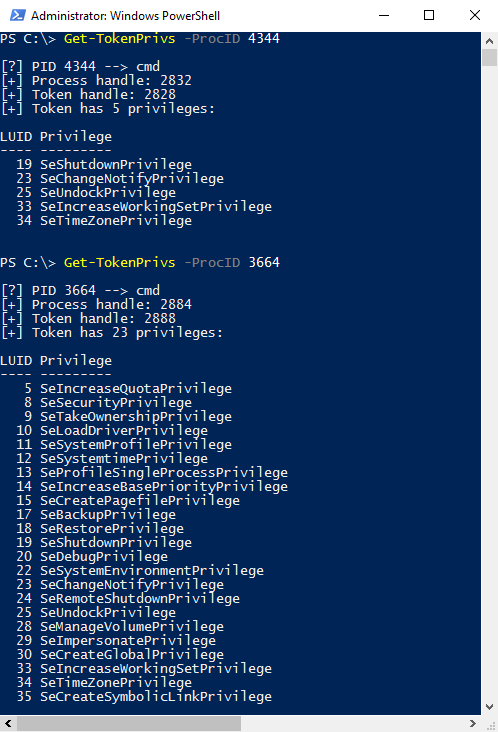 Administrator: Windows PowerShell
PS C:\> Get-TokenPrivs -ProcID 4344
[?] PID 4344 --> cmd
[+] Process handle: 2832
[+] Token handle: 2828
[+] Token has 5 privileges:
LUID Privilege
---- ---------
19 SeShutdownPrivilege
23 SeChangeNotifyPrivilege
25 SeUndockPrivilege
33 SeIncreaseWorkingSetPrivilege
34 SeTimeZonePrivilege
PS C:\> Get-TokenPrivs -ProcID 3664
[?] PID 3664 --> cmd
[+] Process handle: 2884
[+] Token handle: 2888
[+] Token has 23 privileges:
LUID Privilege
---- ---------
5 SeIncreaseQuotaPrivilege
8 SeSecurityPrivilege
9 SeTakeOwnershipPrivilege
10 SeLoadDriverPrivilege
11 SeSystemProfilePrivilege
12 SeSystemtimePrivilege
13 SeProfileSingleProcessPrivilege
14 SeIncreaseBasePriorityPrivilege
15 SeCreatePagefilePrivilege
17 SeBackupPrivilege
18 SeRestorePrivilege
19 SeShutdownPrivilege
20 SeDebugPrivilege
22 SeSystemEnvironmentPrivilege
23 SeChangeNotifyPrivilege
24 SeRemoteShutdownPrivilege
25 SeUndockPrivilege
28 SeManageVolumePrivilege
29 SeImpersonatePrivilege
30 SeCreateGlobalPrivilege
33 SeIncreaseWorkingSetPrivilege
34 SeTimeZonePrivilege
35 SeCreateSymbolicLinkPrivilege